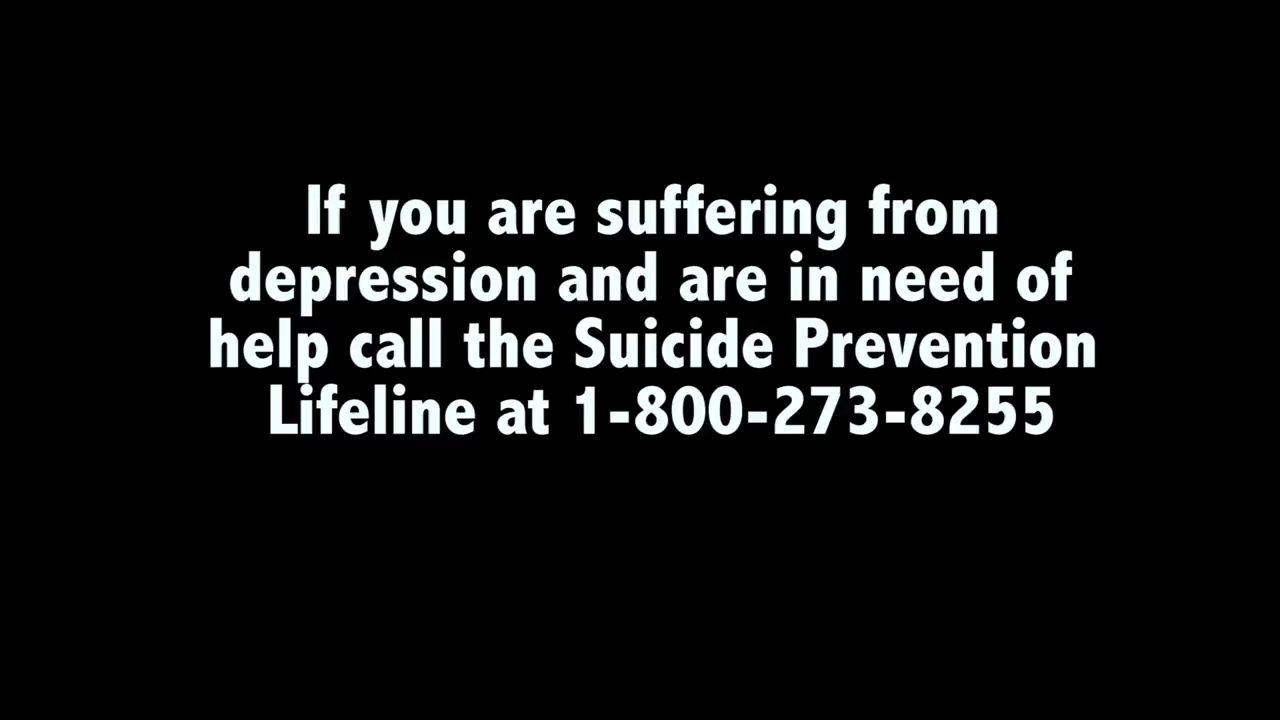 If you are suffering from
depression and are in need of
help call the Suicide Prevention
Lifeline at 1-800-273-8255